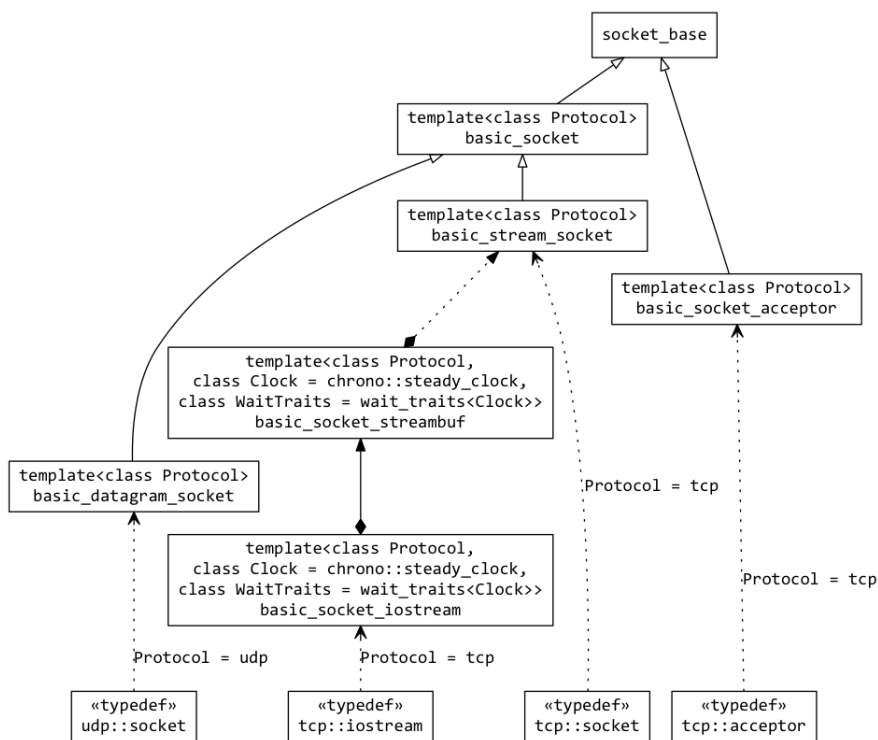 socket_base
template<class Protocol>
basic_socket
template<class Protocol>
basic_stream_socket
template<class Protocol>
basic_socket_acceptor
template<class Protocol,
class Clock = chrono::steady_clock,
class WaitTraits = wait_traits<Clock>>
basic_socket_streambuf
template<class Protocol>
basic_datagram_socket
Protocol = tcp
template<class Protocol,
class Clock = chrono::steady_clock,
class WaitTraits = wait_traits<Clock>>
basic_socket_iostream
Protocol = tcp
Protocol = udp
Protocol = tcp
«typedef»
udp::socket
«typedef»
tcp::iostream
«typedef»
tcp::socket
«typedef»
tcp::acceptor